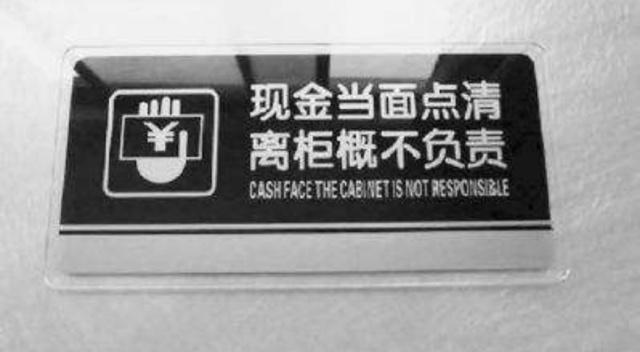 现金当面点清
离柜概不负责
CASH FACE THE CABINET IS NOT RESPONSIBLE
¥